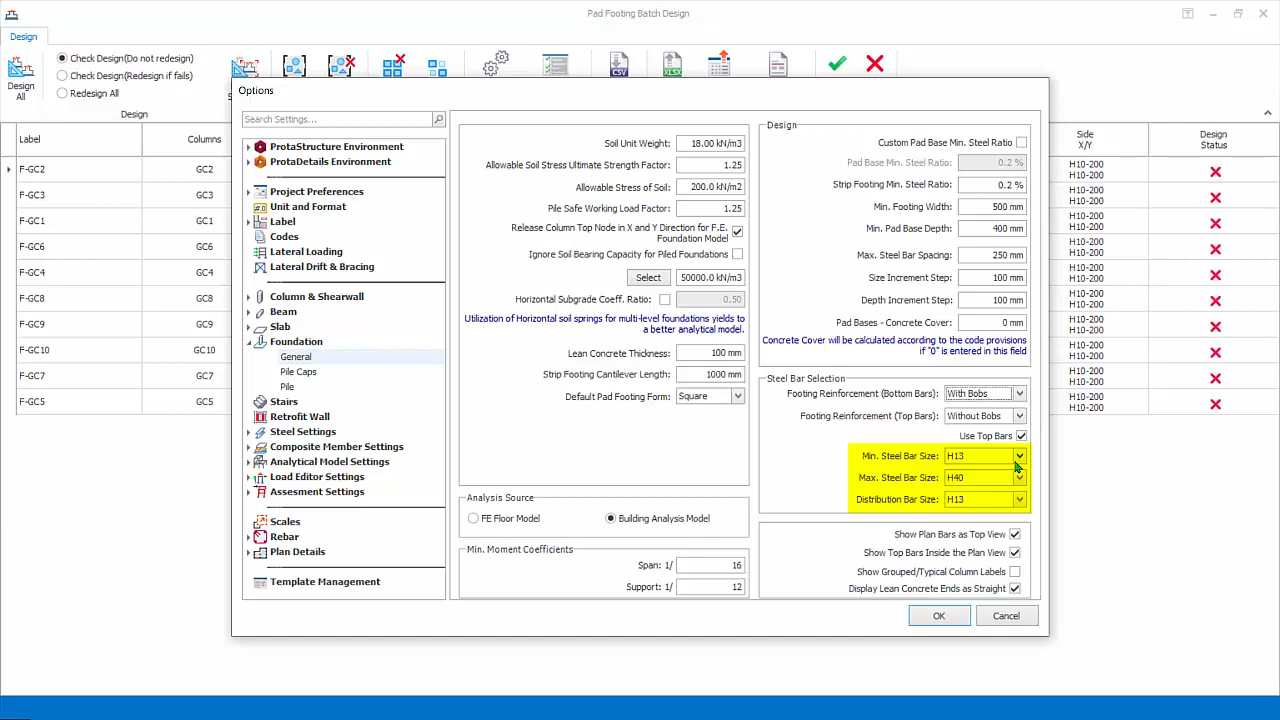 Pad Footing Batch Design
Design
Check Design(Do not redesign)
Check Design(Redesign if fails)
Redesign All
Design
All
CSV
XLSX
Design
Label
Columns
Side
X/Y
Design
Status
F-GC2
GC2
H10-200
H10-200
F-GC3
GC3
H10-200
H10-200
F-GC1
GC1
H10-200
H10-200
F-GC6
GC6
H10-200
H10-200
F-GC4
GC4
H10-200
H10-200
F-GC8
GC8
H10-200
H10-200
F-GC9
GC9
H10-200
H10-200
F-GC10
GC10
H10-200
H10-200
F-GC7
GC7
H10-200
H10-200
F-GC5
GC5
H10-200
H10-200
Options
Search Settings...
ProtaStructure Environment
ProtaDetails Environment
Project Preferences
Unit and Format
Label
Codes
Lateral Loading
Lateral Drift & Bracing
Column & Shearwall
Beam
Slab
Foundation
General
Pile Caps
Pile
Stairs
Retrofit Wall
Steel Settings
Composite Member Settings
Analytical Model Settings
Load Editor Settings
Assesment Settings
Scales
Rebar
Plan Details
Template Management
Soil Unit Weight: 18.00 kN/m3
Allowable Soil Stress Ultimate Strength Factor: 1.25
Allowable Stress of Soil: 200.0 kN/m2
Pile Safe Working Load Factor: 1.25
Release Column Top Node in X and Y Direction for F.E.
Foundation Model
Ignore Soil Bearing Capacity for Piled Foundations
Select 50000.0 kN/m3
Horizontal Subgrade Coeff. Ratio: 0.50
Utilization of Horizontal soil springs for multi-level foundations yields to
a better analytical model.
Lean Concrete Thickness: 100 mm
Strip Footing Cantilever Length: 1000 mm
Default Pad Footing Form: Square
Analysis Source
FE Floor Model
Building Analysis Model
Min. Moment Coefficients
Span: 1/ 16
Support: 1/ 12
Design
Custom Pad Base Min. Steel Ratio:
Pad Base Min. Steel Ratio: 0.2 %
Strip Footing Min. Steel Ratio: 0.2 %
Min. Footing Width: 500 mm
Min. Pad Base Depth: 400 mm
Max. Steel Bar Spacing: 250 mm
Size Increment Step: 100 mm
Depth Increment Step: 100 mm
Pad Bases - Concrete Cover: 0 mm
Concrete Cover will be calculated according to the code provisions
if "0" is entered in this field
Steel Bar Selection
Footing Reinforcement (Bottom Bars): With Bobs
Footing Reinforcement (Top Bars): Without Bobs
Use Top Bars
Min. Steel Bar Size: H13
Max. Steel Bar Size: H40
Distribution Bar Size: H13
Show Plan Bars as Top View
Show Top Bars Inside the Plan View
Show Grouped/Typical Column Labels
Display Lean Concrete Ends as Straight
OK
Cancel